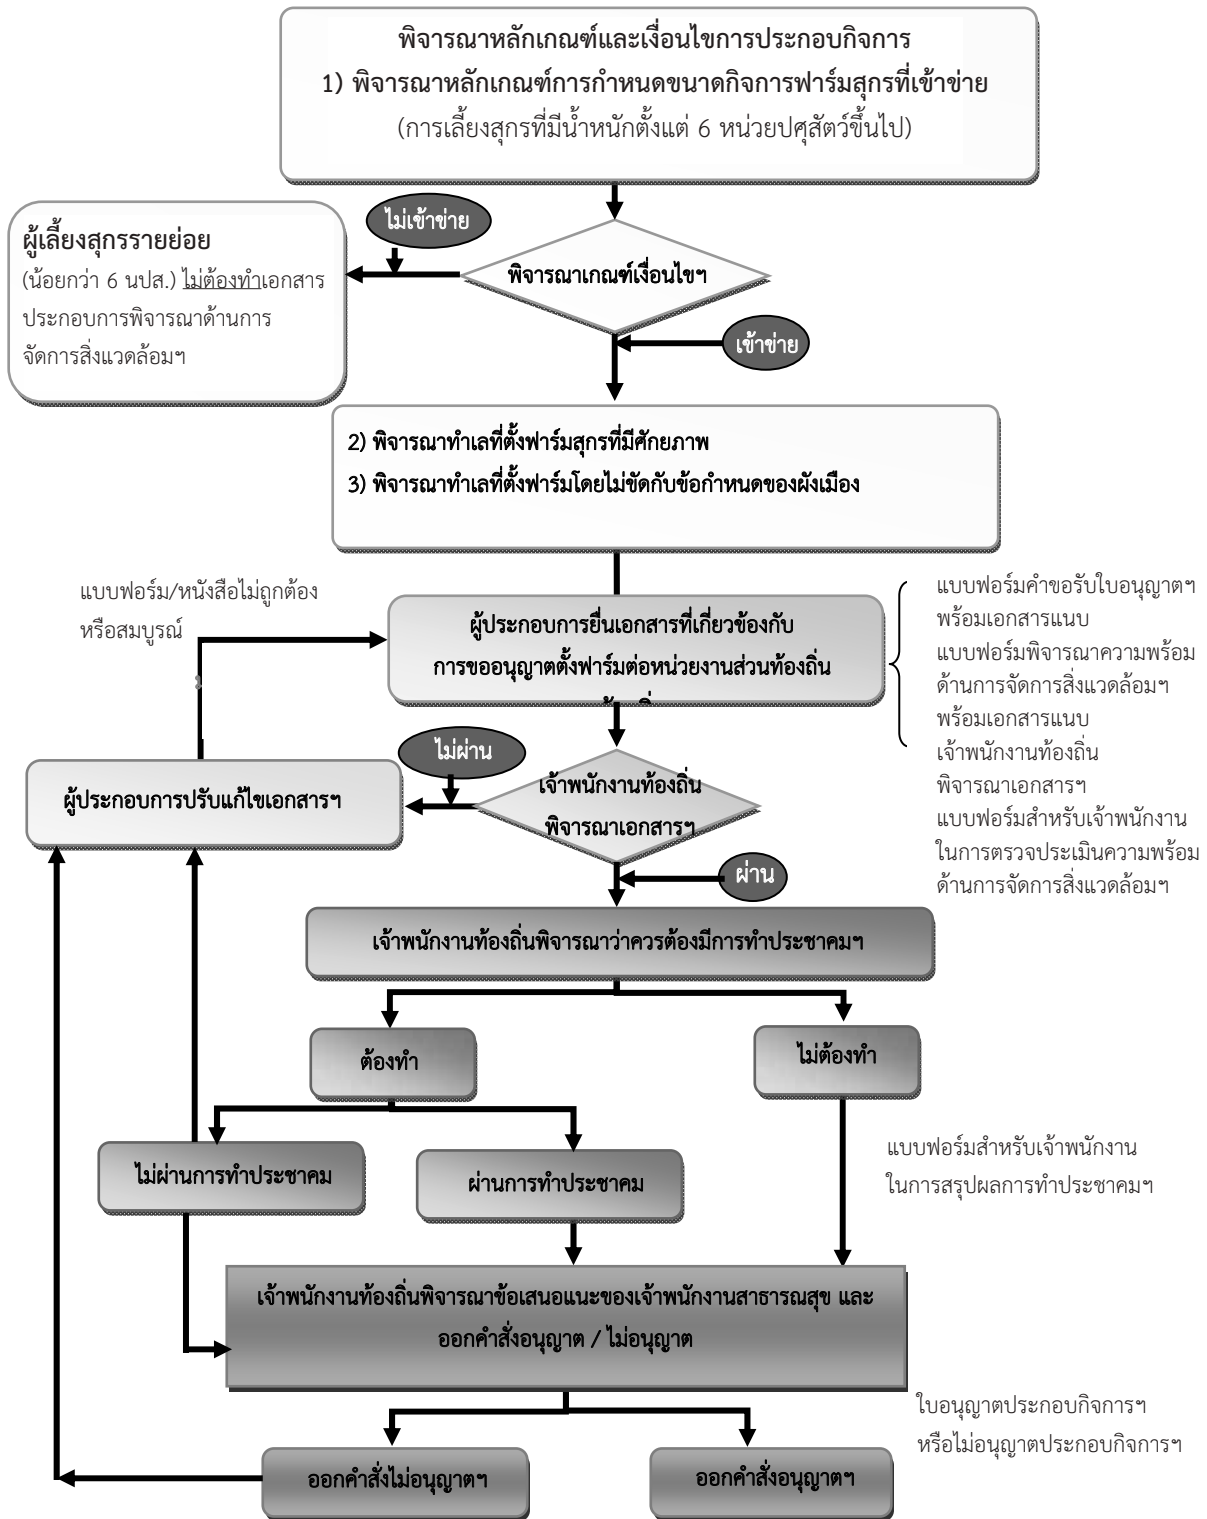 พิจารณาหลักเกณฑ์และเงื่อนไขการประกอบกิจการ
1) พิจารณาหลักเกณฑ์การกำหนดขนาดกิจการฟาร์มสุกรที่เข้าข่าย
(การเลี้ยงสุกรที่มีน้ำหนักตั้งแต่ 6 หน่วยปศุสัตว์ขึ้นไป)
ไม่เข้าข่าย
ผู้เลี้ยงสุกรรายย่อย
(น้อยกว่า 6 นปส.) ไม่ต้องทำเอกสาร
ประกอบการพิจารณาด้านการ
จัดการสิ่งแวดล้อมฯ
พิจารณาเกณฑ์เงื่อนไขฯ
เข้าข่าย
2) พิจารณาทำเลที่ตั้งฟาร์มสุกรที่มีศักยภาพ
3) พิจารณาทำเลที่ตั้งฟาร์มโดยไม่ขัดกับข้อกำหนดของผังเมือง
แบบฟอร์ม/หนังสือไม่ถูกต้อง
หรือสมบูรณ์
ผู้ประกอบการยื่นเอกสารที่เกี่ยวข้องกับ
การขออนุญาตตั้งฟาร์มต่อหน่วยงานส่วนท้องถิ่น
แบบฟอร์มคำขอรับใบอนุญาตฯ
พร้อมเอกสารแนบ
แบบฟอร์มพิจารณาความพร้อม
ด้านการจัดการสิ่งแวดล้อมฯ
พร้อมเอกสารแนบ
เจ้าพนักงานท้องถิ่น
พิจารณาเอกสารฯ
แบบฟอร์มสำหรับเจ้าพนักงาน
ในการตรวจประเมินความพร้อม
ด้านการจัดการสิ่งแวดล้อมฯ
ไม่ผ่าน
ผู้ประกอบการปรับแก้ไขเอกสารฯ
เจ้าพนักงานท้องถิ่น
พิจารณาเอกสารฯ
ผ่าน
เจ้าพนักงานท้องถิ่นพิจารณาว่าควรต้องมีการทำประชาคมฯ
ต้องทำ
ไม่ต้องทำ
ไม่ผ่านการทำประชาคม
ผ่านการทำประชาคม
แบบฟอร์มสำหรับเจ้าพนักงาน
ในการสรุปผลการทำประชาคมฯ
เจ้าพนักงานท้องถิ่นพิจารณาข้อเสนอแนะของเจ้าพนักงานสาธารณสุข และ
ออกคำสั่งอนุญาต / ไม่อนุญาต
ใบอนุญาตประกอบกิจการฯ
หรือไม่อนุญาตประกอบกิจการฯ
ออกคำสั่งไม่อนุญาตฯ
ออกคำสั่งอนุญาตฯ